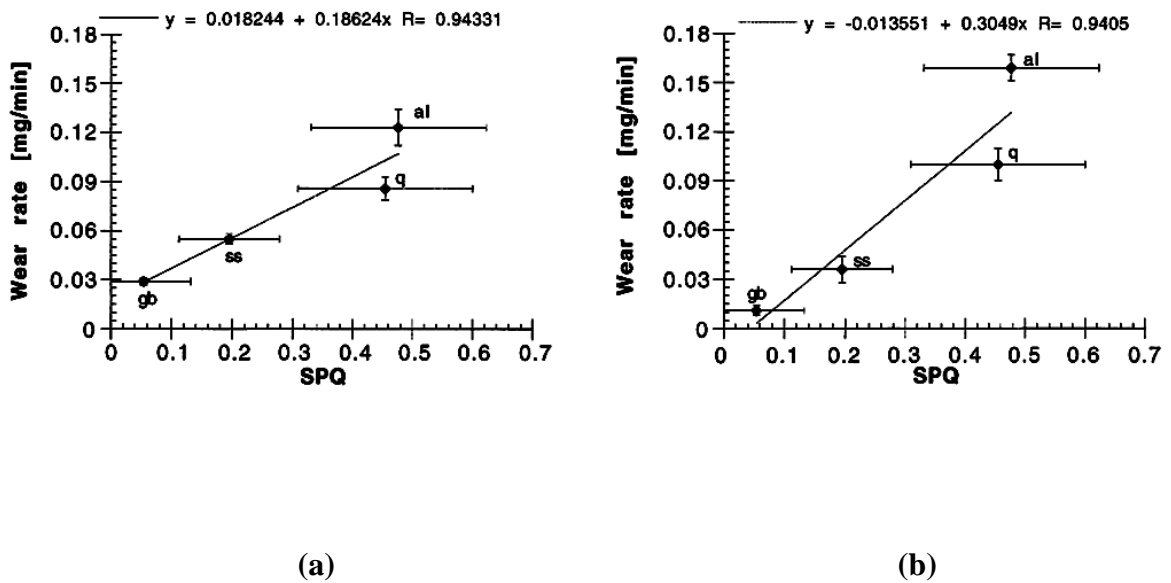 y = 0.018244 + 0.18624x R= 0.94331
0.18
0.15
0.12
0.09
0.06
0.03
0
Wear rate [mg/min]
al
q
ss
gb
0 0.1 0.2 0.3 0.4 0.5 0.6 0.7
SPQ
(a)
y = -0.013551 + 0.3049x R= 0.9405
0.18
0.15
0.12
0.09
0.06
0.03
0
Wear rate [mg/min]
al
q
ss
gb
0 0.1 0.2 0.3 0.4 0.5 0.6 0.7
SPQ
(b)